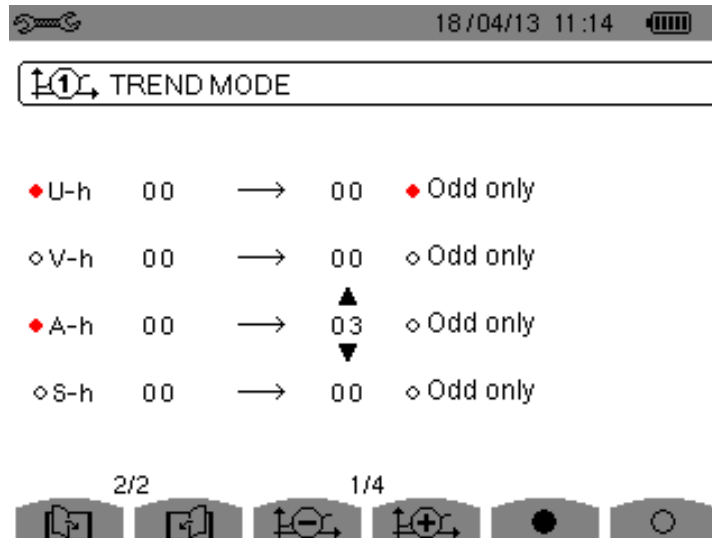 18/04/13 11:14
1 TREND MODE
U-h 00 → 00 Odd only
V-h 00 → 00 Odd only
A-h 00 → 03 Odd only
S-h 00 → 00 Odd only
2/2 1/4